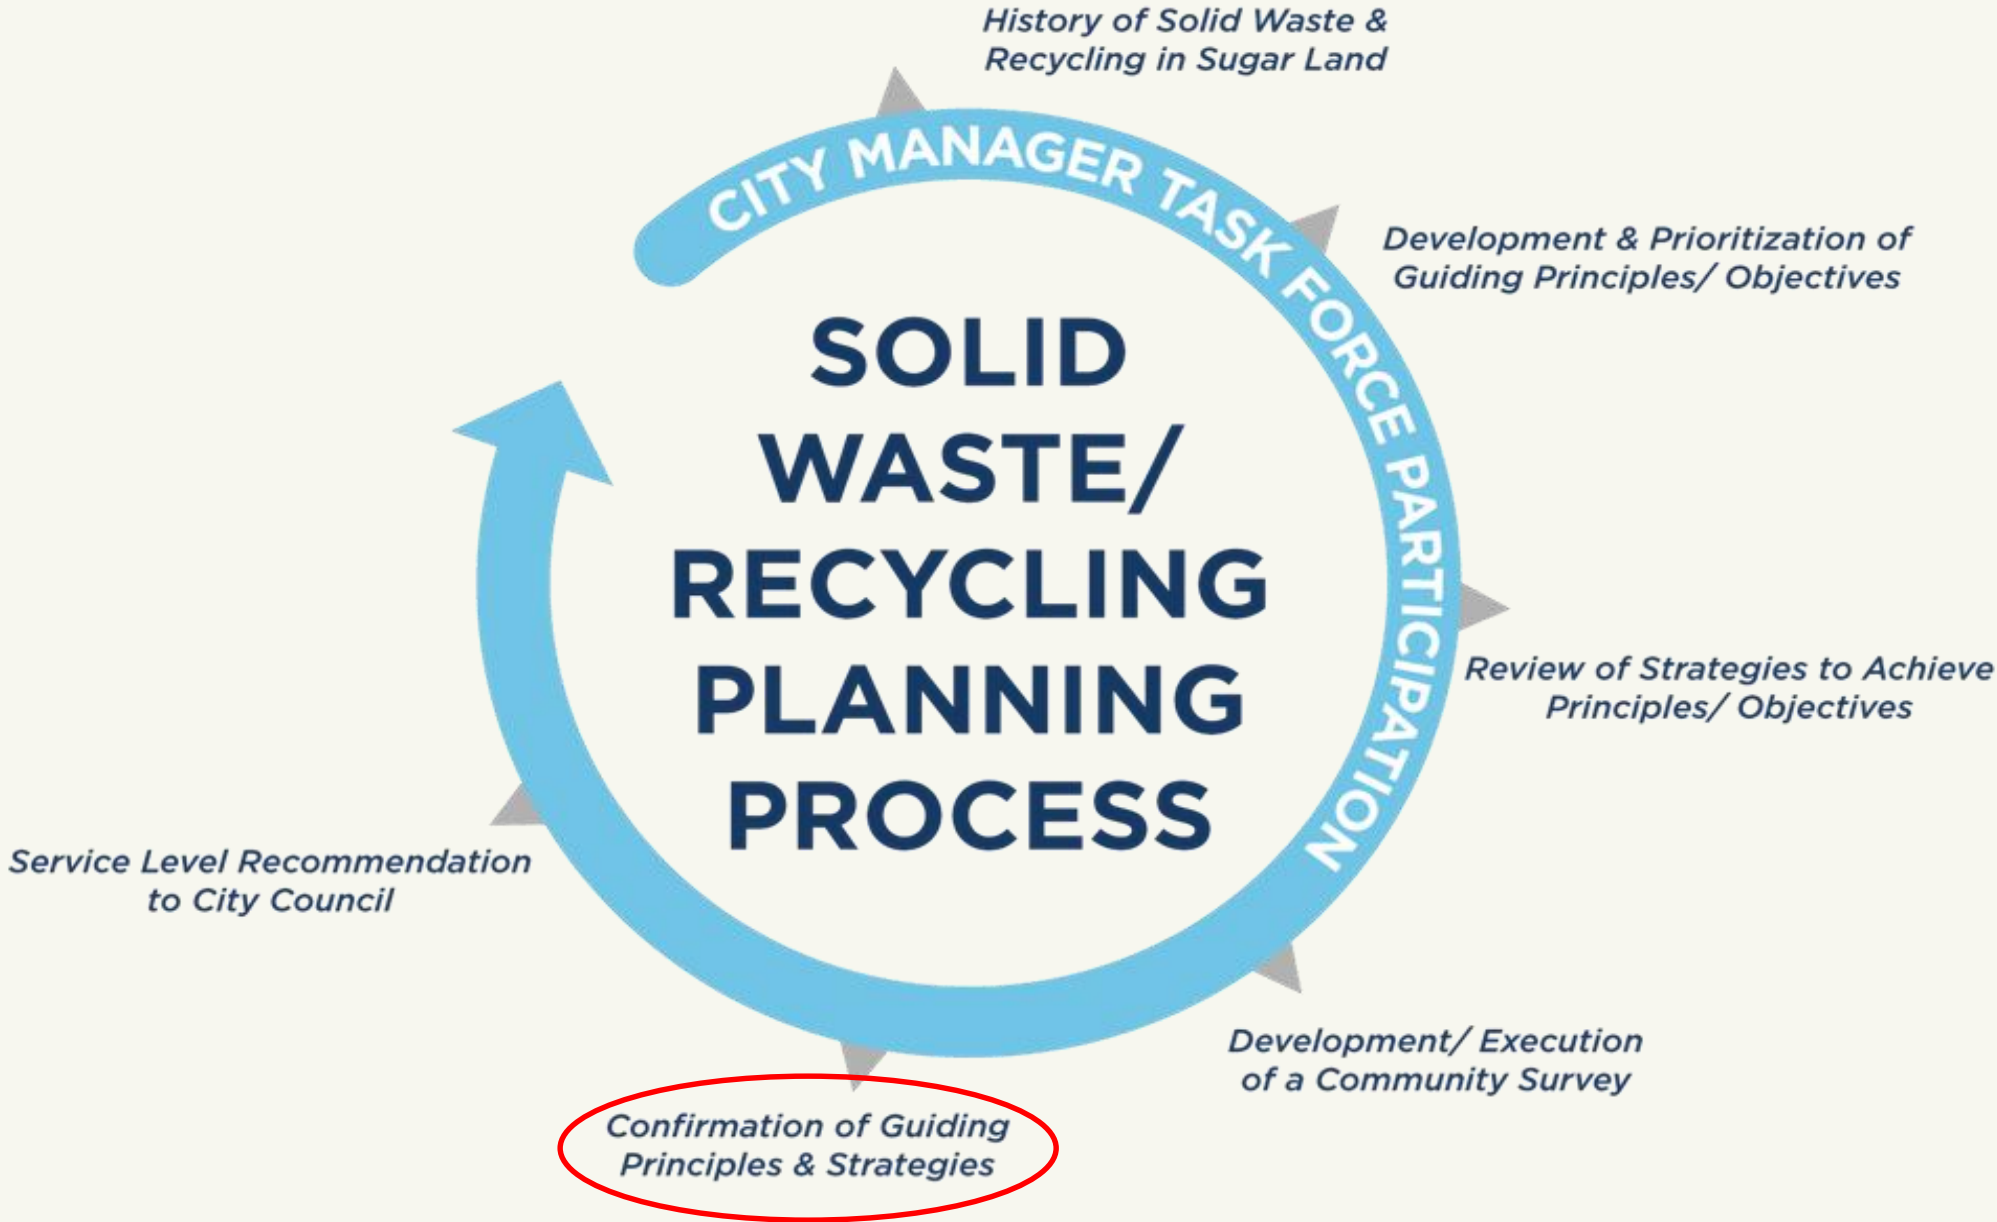 History of Solid Waste &
Recycling in Sugar Land
CITY MANAGER TASK FORCE PARTICIPATION
Development & Prioritization of
Guiding Principles/ Objectives
SOLID
WASTE/
RECYCLING
PLANNING
PROCESS
Review of Strategies to Achieve
Principles/ Objectives
Development/ Execution
of a Community Survey
Confirmation of Guiding
Principles & Strategies
Service Level Recommendation
to City Council